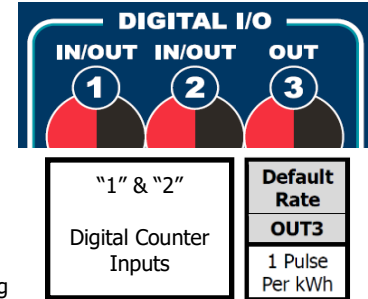 DIGITAL I/O
IN/OUT IN/OUT OUT
1 2 3
"1" & "2"
Digital Counter
Inputs
Default
Rate
OUT3
1 Pulse
Per kWh
g